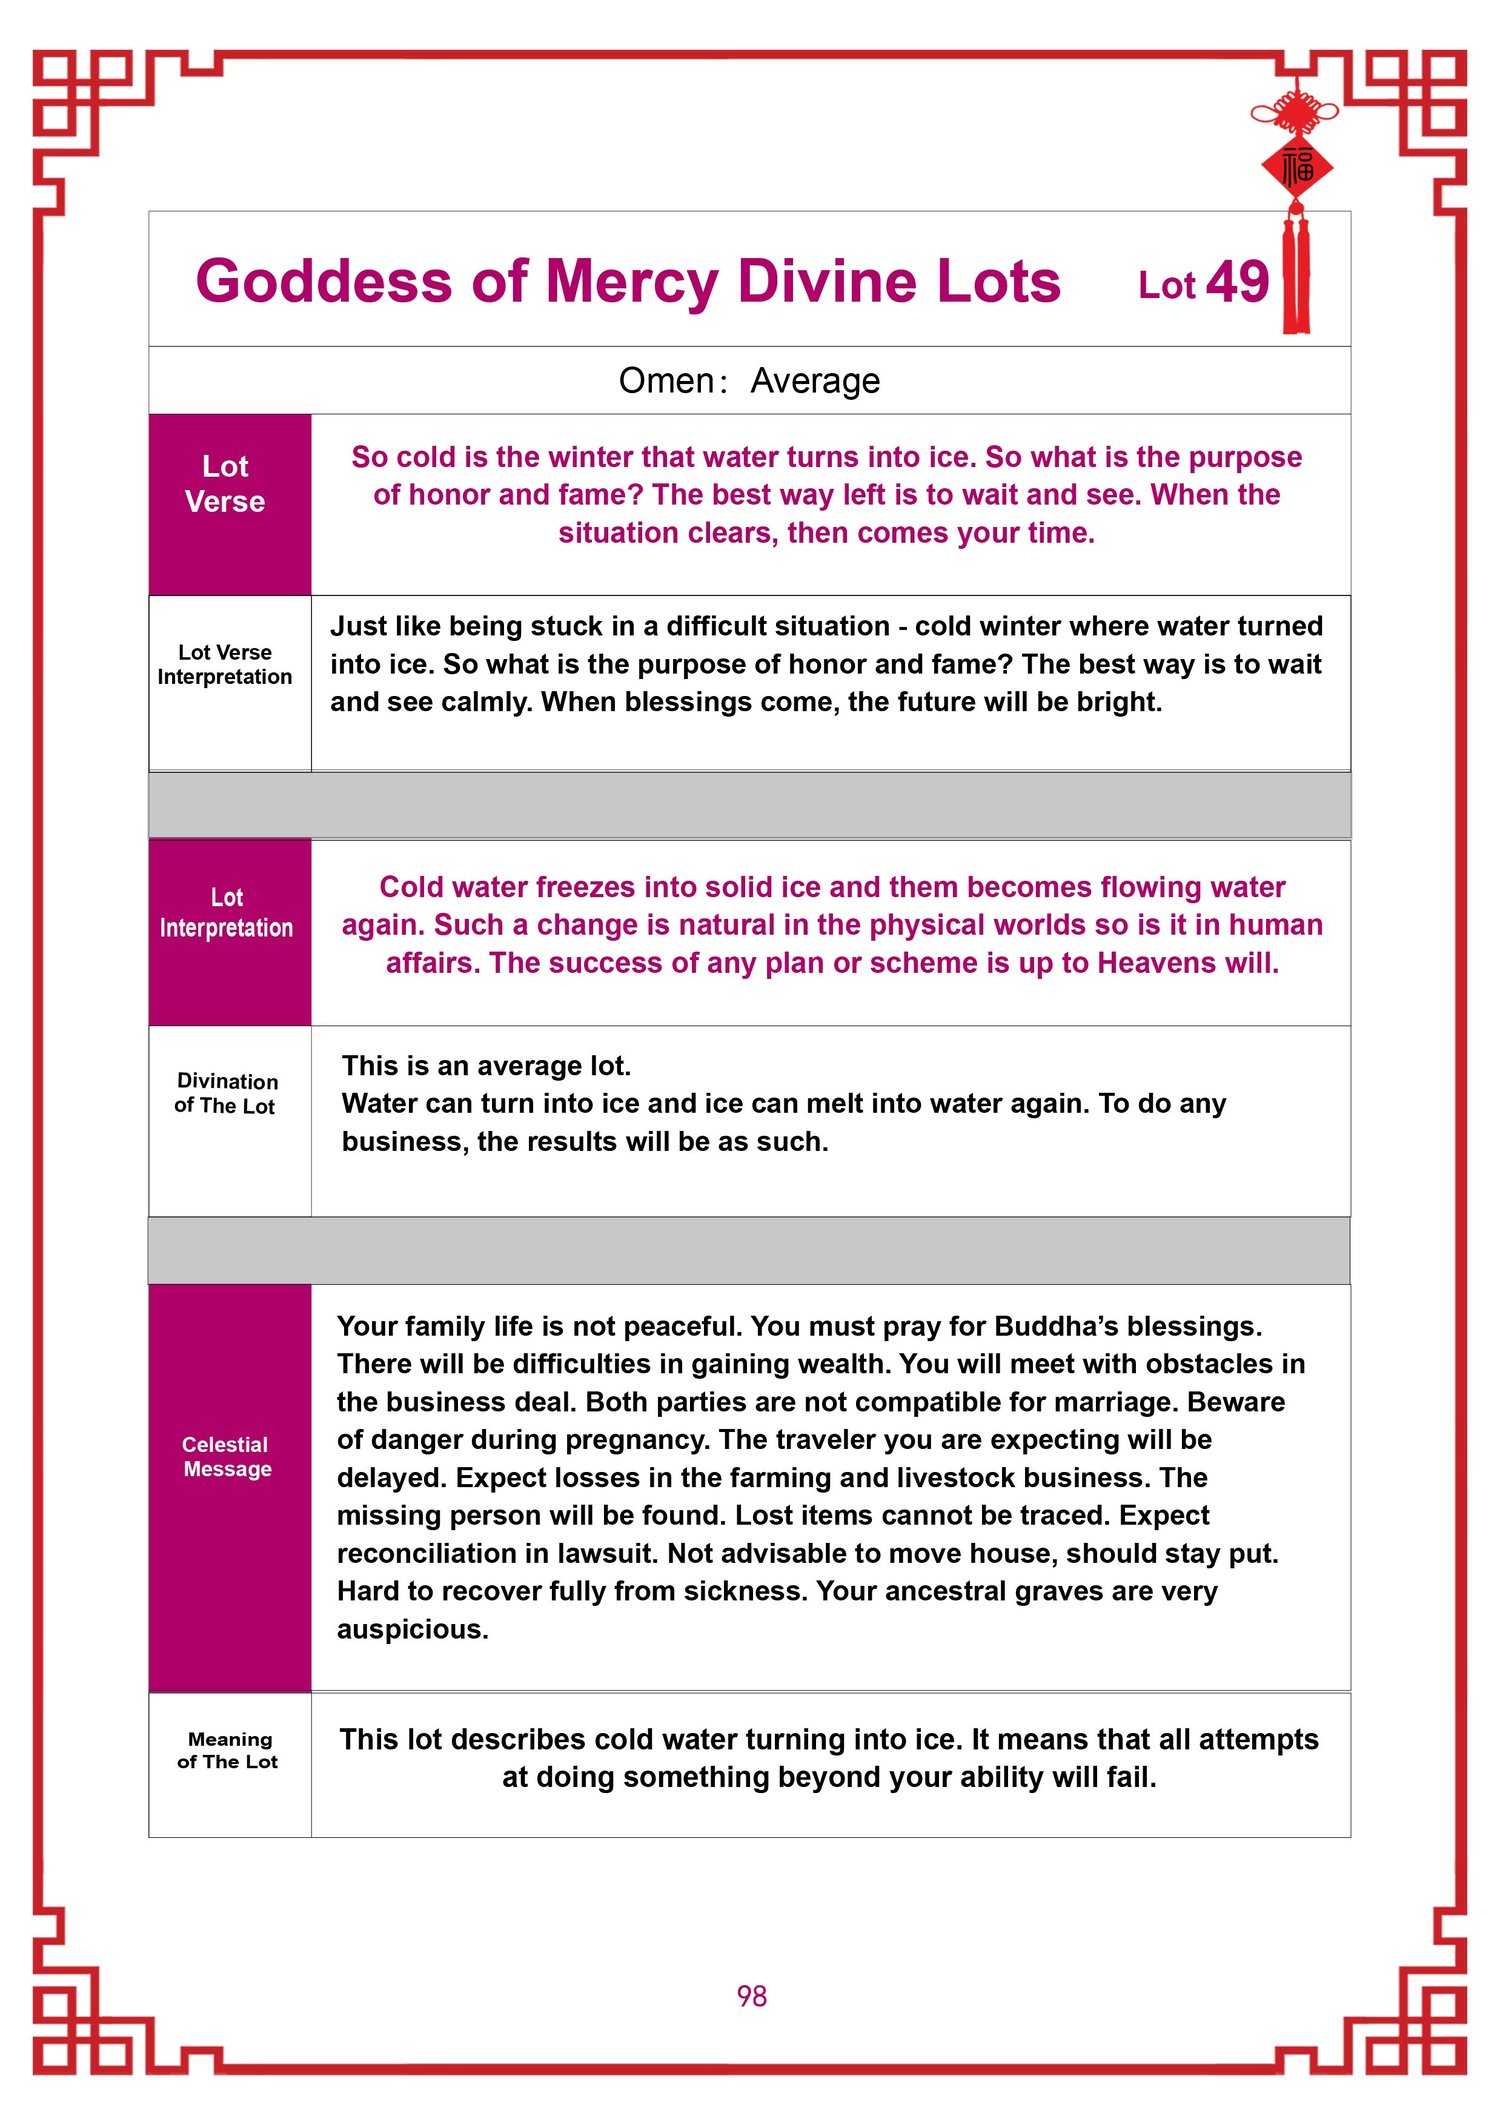 福
Goddess of Mercy Divine Lots Lot 49
Omen： Average
Lot
Verse
So cold is the winter that water turns into ice. So what is the purpose
of honor and fame? The best way left is to wait and see. When the
situation clears, then comes your time.
Lot Verse
Interpretation
Just like being stuck in a difficult situation - cold winter where water turned
into ice. So what is the purpose of honor and fame? The best way is to wait
and see calmly. When blessings come, the future will be bright.
Lot
Interpretation
Cold water freezes into solid ice and them becomes flowing water
again. Such a change is natural in the physical worlds so is it in human
affairs. The success of any plan or scheme is up to Heavens will.
Divination
of The Lot
This is an average lot.
Water can turn into ice and ice can melt into water again. To do any
business, the results will be as such.
Celestial
Message
Your family life is not peaceful. You must pray for Buddha’s blessings.
There will be difficulties in gaining wealth. You will meet with obstacles in
the business deal. Both parties are not compatible for marriage. Beware
of danger during pregnancy. The traveler you are expecting will be
delayed. Expect losses in the farming and livestock business. The
missing person will be found. Lost items cannot be traced. Expect
reconciliation in lawsuit. Not advisable to move house, should stay put.
Hard to recover fully from sickness. Your ancestral graves are very
auspicious.
Meaning
of The Lot
This lot describes cold water turning into ice. It means that all attempts
at doing something beyond your ability will fail.
98